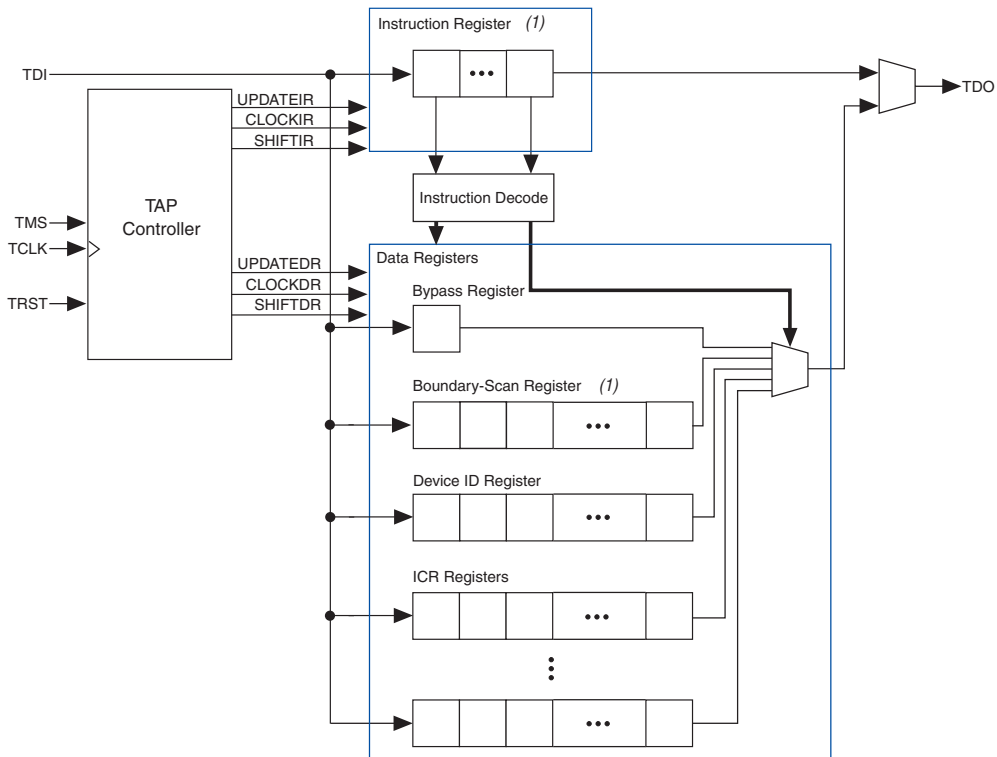 Instruction Register (1)
TDI
TDO
UPDATEIR
CLOCKIR
SHIFTIR
TAP
Controller
Instruction Decode
TMS
TCLK
TRST
Data Registers
UPDATEDR
CLOCKDR
SHIFTDR
Bypass Register
Boundary-Scan Register (1)
Device ID Register
ICR Registers